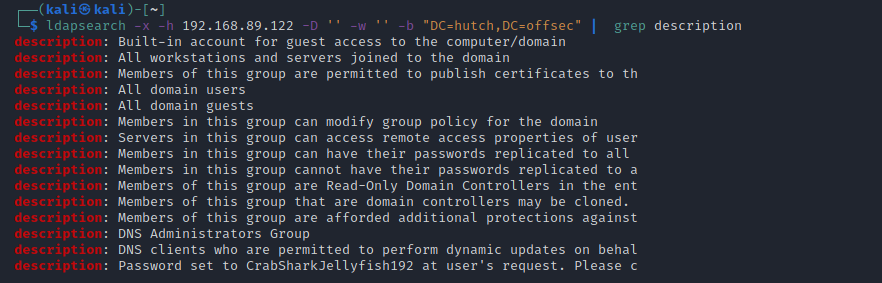 ┌──(kali㉿kali)-[~]
└─$ ldapsearch -x -h 192.168.89.122 -D '' -w '' -b "DC=hutch,DC=offsec" | grep description
description: Built-in account for guest access to the computer/domain
description: All workstations and servers joined to the domain
description: Members of this group are permitted to publish certificates to th
description: All domain users
description: All domain guests
description: Members in this group can modify group policy for the domain
description: Servers in this group can access remote access properties of user
description: Members in this group can have their passwords replicated to all
description: Members in this group cannot have their passwords replicated to a
description: Members of this group are Read-Only Domain Controllers in the ent
description: Members of this group that are domain controllers may be cloned.
description: Members of this group are afforded additional protections against
description: DNS Administrators Group
description: DNS clients who are permitted to perform dynamic updates on behal
description: Password set to CrabSharkJellyfish192 at user's request. Please c